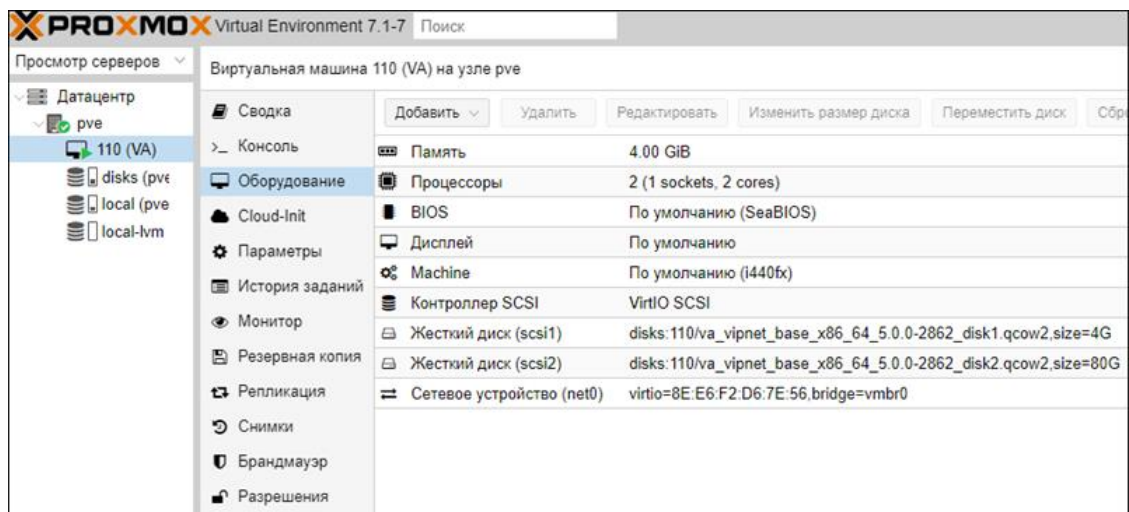 PROXMOX Virtual Environment 7.1-7 Поиск
Просмотр серверов
Датацентр
pve
110 (VA)
disks (pve
local (pve
local-lvm
Виртуальная машина 110 (VA) на узле pve
Сводка
Консоль
Оборудование
Cloud-Init
Параметры
История заданий
Монитор
Резервная копия
Репликация
Снимки
Брандмауэр
Разрешения
Добавить Удалить Редактировать Изменить размер диска Переместить диск Сбр
Память 4.00 GiB
Процессоры 2 (1 sockets, 2 cores)
BIOS По умолчанию (SeaBIOS)
Дисплей По умолчанию
Machine По умолчанию (i440fx)
Контроллер SCSI VirtIO SCSI
Жесткий диск (scsi1) disks:110/va_vipnet_base_x86_64_5.0.0-2862_disk1.qcow2,size=4G
Жесткий диск (scsi2) disks:110/va_vipnet_base_x86_64_5.0.0-2862_disk2.qcow2,size=80G
Сетевое устройство (net0) virtio=8E:E6:F2:D6:7E:56,bridge=vmbr0